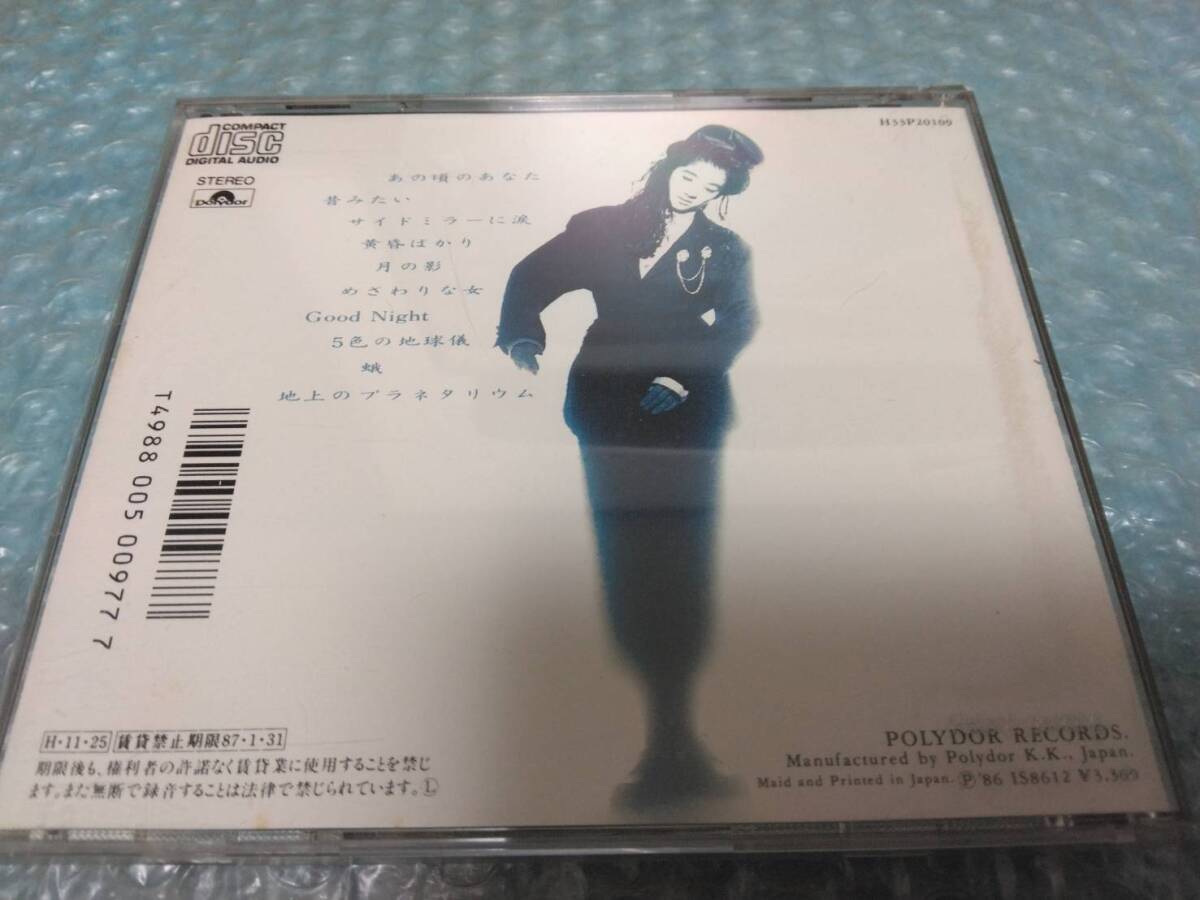 COMPACT
disc
DIGITAL AUDIO
STEREO
Polydor
H33P20109
あの頃のあなた
昔みたい
サイドミラーに涙
黄昏ばかり
月の影
めざわりな女
Good Night
5色の地球儀
蛾
地上のプラネタリウム
T4988 005 00977 7
H・11・25 賃貸禁止期限87・1・31
期限後も、権利者の許諾なく賃貸業に使用することを禁じ
ます。また無断で録音することは法律で禁じられています。Ⓛ
POLYDOR RECORDS.
Manufactured by Polydor K.K., Japan.
Maid and Printed in Japan. Ⓟ'86 IS8612 ¥3,309